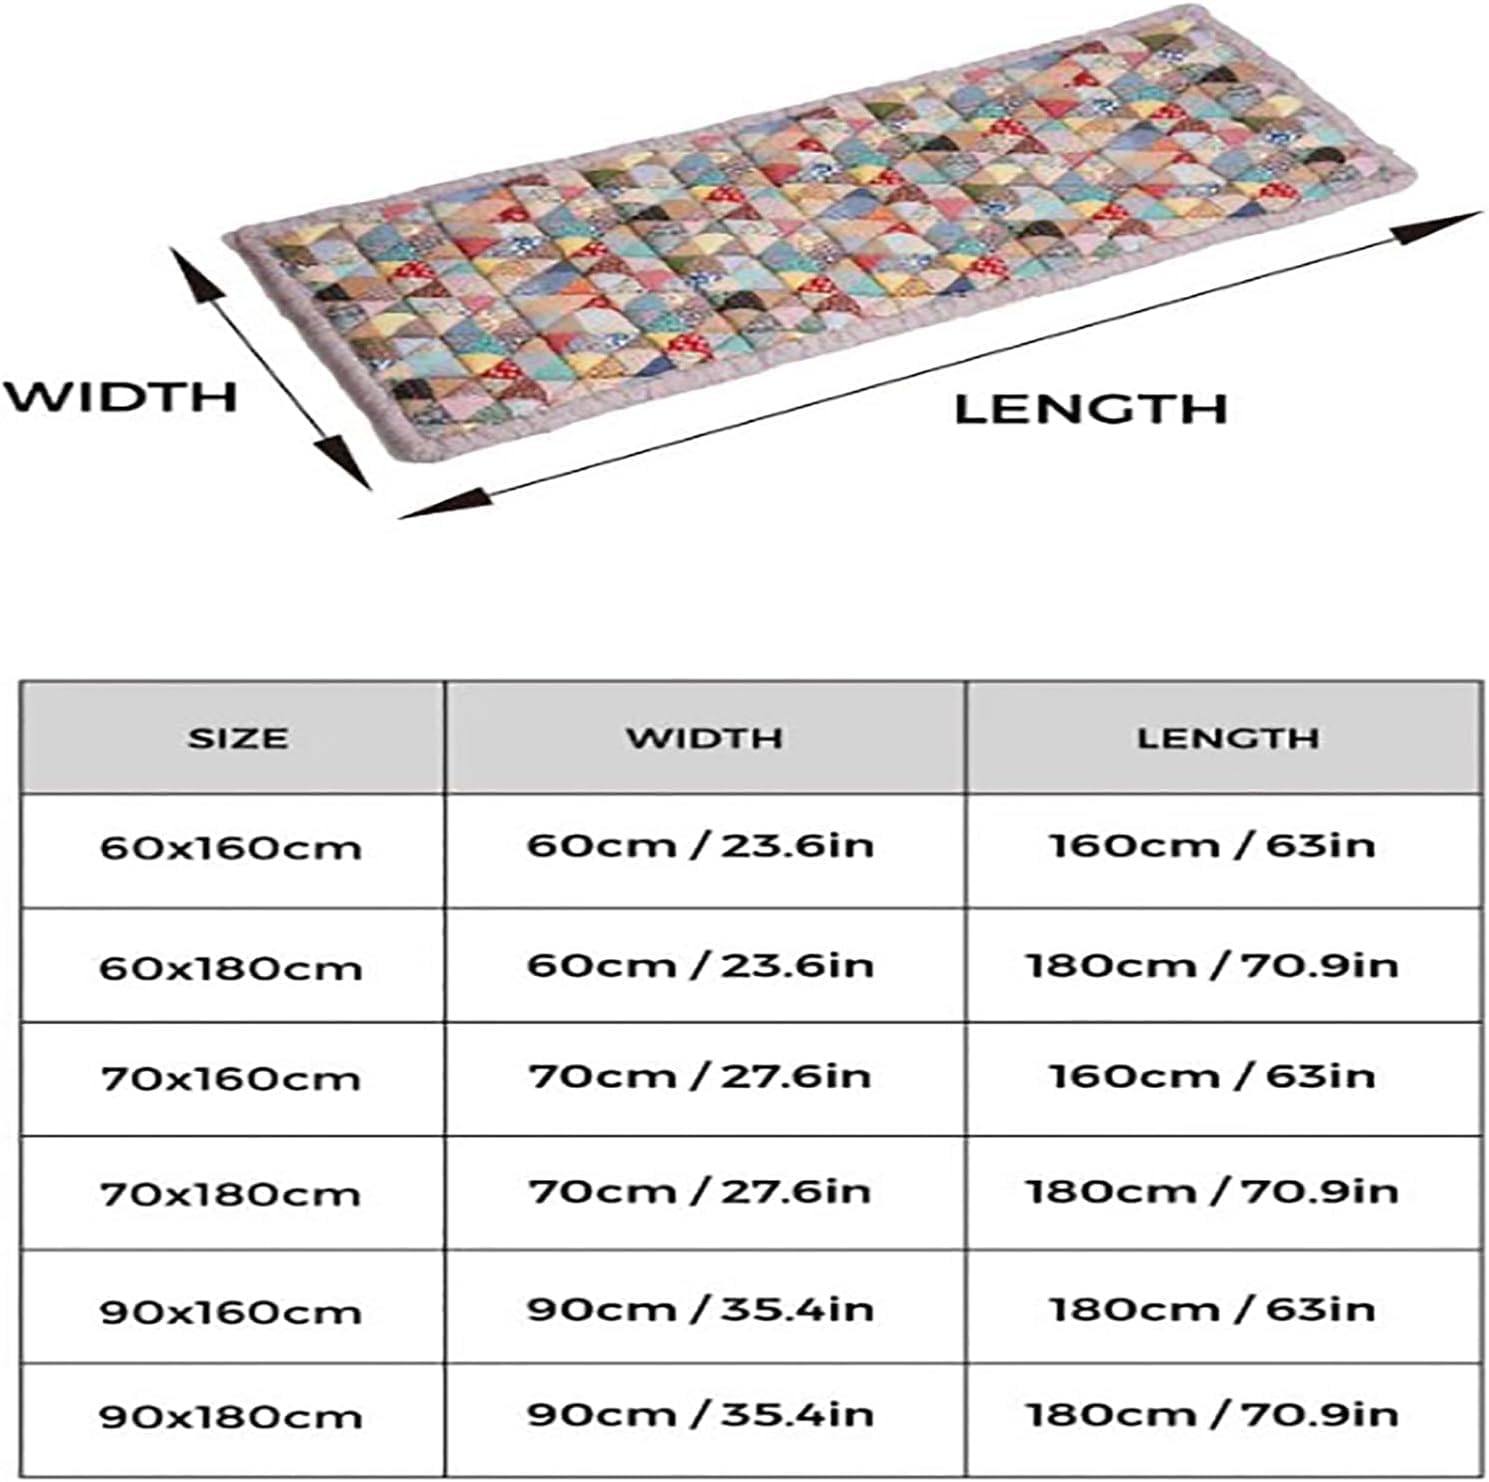 WIDTH
LENGTH
SIZE WIDTH LENGTH
60x160cm 60cm / 23.6in 160cm / 63in
60x180cm 60cm / 23.6in 180cm / 70.9in
70x160cm 70cm / 27.6in 160cm / 63in
70x180cm 70cm / 27.6in 180cm / 70.9in
90x160cm 90cm / 35.4in 180cm / 63in
90x180cm 90cm / 35.4in 180cm / 70.9in